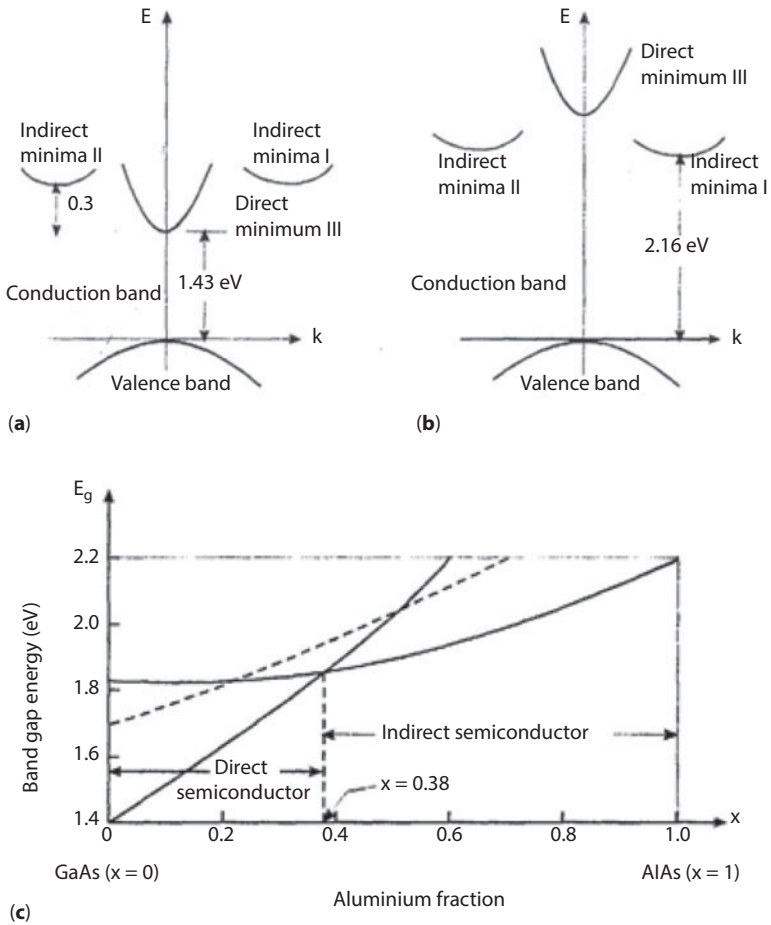 E
Indirect
minima II
Indirect
minima I
0.3
Direct
minimum III
1.43 eV
Conduction band
k
Valence band
(a)
E
Direct
minimum III
Indirect
minima II
Indirect
minima I
2.16 eV
Conduction band
k
Valence band
(b)
Eg
2.2
2.0
1.8
1.6
1.4
Band gap energy (eV)
Indirect semiconductor
Direct
semiconductor
x = 0.38
x
0
0.2
0.4
0.6
0.8
1.0
GaAs (x = 0)
AlAs (x = 1)
Aluminium fraction
(c)